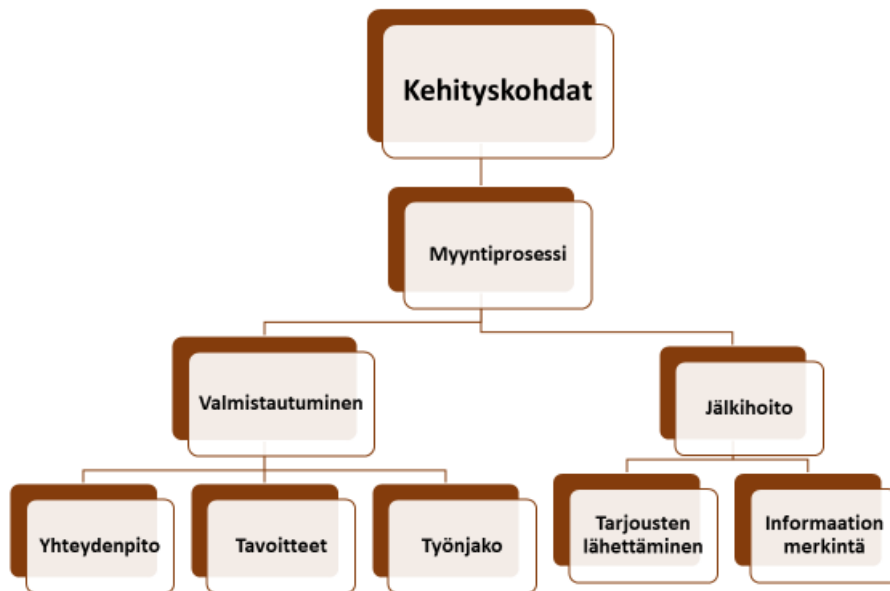 Kehityskohdat
Myyntiprosessi
Valmistautuminen
Jälkihoito
Yhteydenpito
Tavoitteet
Työnjako
Tarjousten
lähettäminen
Informaation
merkintä